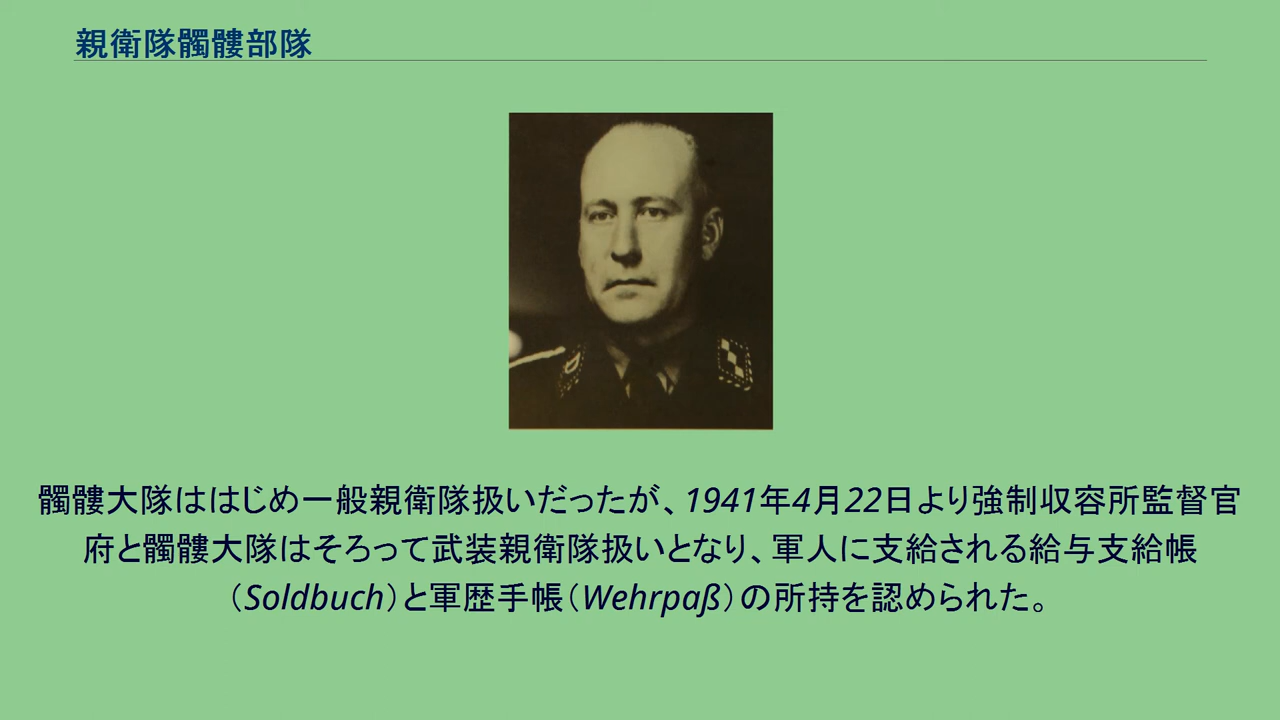 親衛隊髑髏部隊
髑髏大隊ははじめ一般親衛隊扱いだったが、1941年4月22日より強制収容所監督官
府と髑髏大隊はそろって武装親衛隊扱いとなり、軍人に支給される給与支給帳
（Soldbuch）と軍歴手帳（Wehrpaß）の所持を認められた。